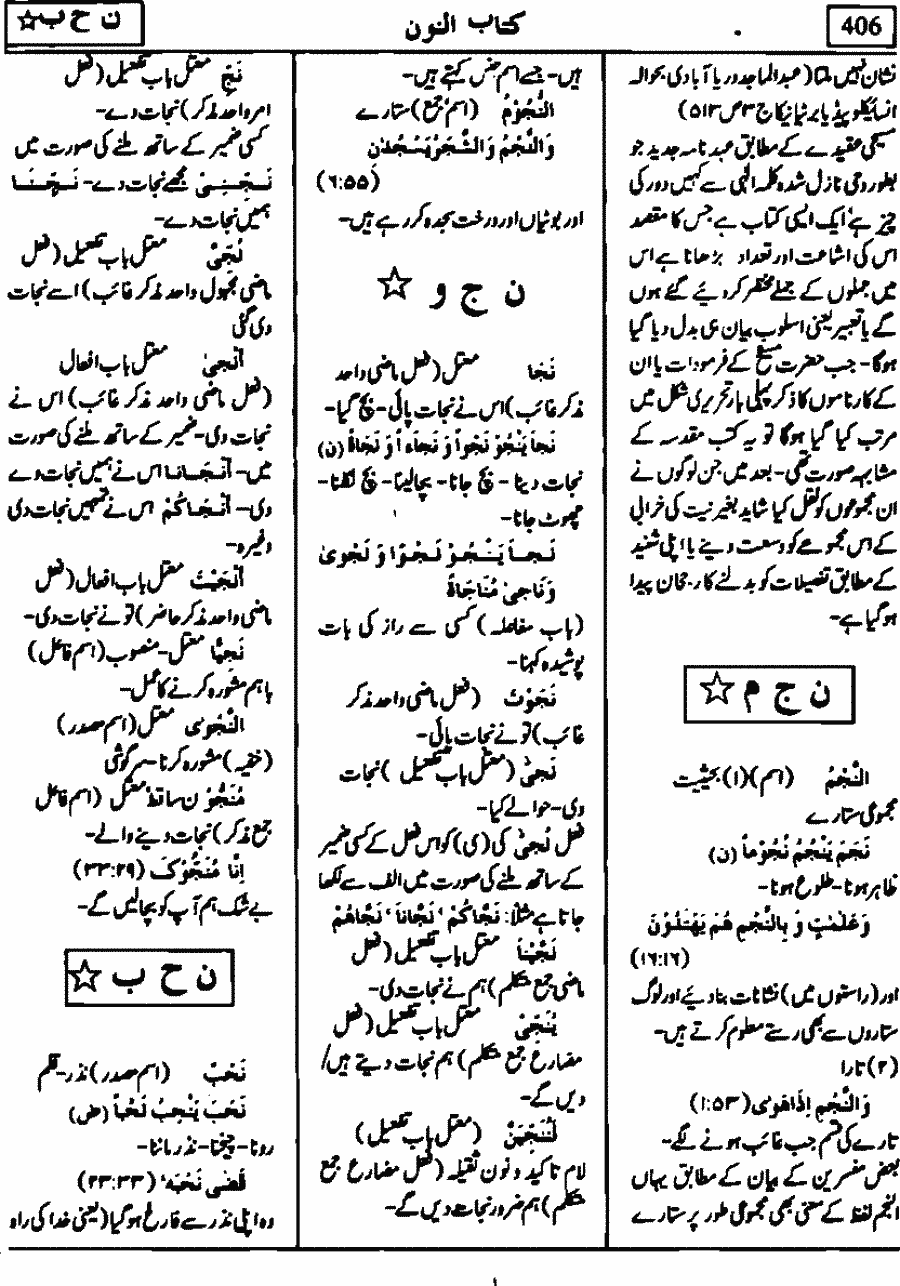 406
کتاب النون
ن ح ب ☆
نشان نہیں ملتا (عبدالماجد دریا آبادی بحوالہ
انسائیکلوپیڈیا برٹانیکا ج ۳ ص ۵۱۳)
مسیحی عقیدے کے مطابق عہد نامہ جدید جو
بطور وحی نازل شدہ کلمہ الٰہی سے کہیں دور کی
چیز ہے ایک ایسی کتاب ہے جس کا مقصد
اس کی اشاعت اور تعداد بڑھانا ہے اس
میں جملوں کے جملے مختصر کر دیئے گئے ہوں
گے یا تعبیر یعنی اسلوب بیان ہی بدل دیا گیا
ہوگا- جب حضرت مسیحؑ کے فرمودات یا ان
کے کارناموں کا ذکر پہلی بار تحریری شکل میں
مرتب کیا گیا ہوگا تو یہ کتب مقدسہ کے
مشابہہ صورت تھی- بعد میں جن لوگوں نے
ان مجموعوں کو نقل کیا شاید بغیر نیت کی خرابی
کے اس مجموعے کو وسعت دینے یا اپنی شنید
کے مطابق تفصیلات کو بدلنے کا رجحان پیدا
ہوگیا ہے-
ن ج م ☆
النَّجْمُ (اسم) (۱) بحیثیت
مجموعی ستارے
نَجَمَ يَنْجُمُ نُجُوْماً (ن)
ظاہر ہونا- طلوع ہونا-
وَعَلٰمٰتٍ وَ بِالنَّجْمِ هُمْ يَهْتَدُوْنَ
(۱۶:۱۶)
اور (راستوں میں) نشانات بنا دیئے اور لوگ
ستاروں سے بھی رستے معلوم کرتے ہیں-
(۲) تارا
وَالنَّجْمِ اِذَا هَوٰى (۱:۵۳)
تارے کی قسم جب غائب ہونے لگے-
بعض مفسرین کے بیان کے مطابق یہاں
النجم لفظ کے معنی بھی مجموعی طور پر ستارے
ہیں- جسے اسم جنس کہتے ہیں-
النُّجُوْمُ (اسم جمع) ستارے
وَالنَّجْمُ وَالشَّجَرُ يَسْجُدٰنِ
(۶:۵۵)
اور بوٹیاں اور درخت سجدہ کر رہے ہیں-
ن ج و ☆
نَجَا معتل (فعل ماضی واحد
مذکر غائب) اس نے نجات پائی- بچ گیا-
نَجاَ يَنْجُوْ نَجْواً وَ نَجَاءاً وَ نَجَاةً (ن)
نجات دینا- بچ جانا- بچالینا- بچ نکلنا-
چھوٹ جانا-
نَجاَ يَنْجُوْ نَجْوًا وَ نَجْوىٰ
وَنَاجیٰ مُنَاجَاةً
(باب مفاعلہ) کسی سے راز کی بات
پوشیدہ کہنا-
نَجَوْتَ (فعل ماضی واحد مذکر
غائب) تو نے نجات پائی-
نَجىّٰ (معتل باب تفعیل) نجات
دی- حوالے کیا-
فعل نُجىّٰ کی (ی) کو اس فعل کے کسی ضمیر
کے ساتھ ملنے کی صورت میں الف سے لکھا
جاتا ہے مثلاً: نَجَّاكُمْ، نَجَّاناَ، نَجَّاهُمْ
نَجَّيْناَ معتل باب تفعیل (فعل
ماضی جمع متکلم) ہم نے نجات دی-
يُنَجِّىْ معتل باب تفعیل (فعل
مضارع جمع متکلم) ہم نجات دیتے ہیں/
دیں گے-
لَنُنَجِّيَنَّ (معتل باب تفعیل)
لام تاکید و نون ثقیلہ (فعل مضارع جمع
متکلم) ہم ضرور نجات دیں گے-
نَجِّ معتل باب تفعیل (فعل
امر واحد مذکر) نجات دے-
کسی ضمیر کے ساتھ ملنے کی صورت میں
نَجِّنِىْ مجھے نجات دے- نَجِّنَا
ہمیں نجات دے-
نُجِّىَ معتل باب تفعیل (فعل
ماضی مجہول واحد مذکر غائب) اسے نجات
دی گئی
اَنْجىٰ معتل باب افعال
(فعل ماضی واحد مذکر غائب) اس نے
نجات دی- ضمیر کے ساتھ ملنے کی صورت
میں- اَنْجَانَا اس نے ہمیں نجات دے
دی- اَنْجَاكُمْ اس نے تمہیں نجات دی
وغیرہ-
اَنْجَيْتَ معتل باب افعال (فعل
ماضی واحد مذکر حاضر) تو نے نجات دی-
نَجِيًّا معتل- منصوب (اسم فاعل)
باہم مشورہ کرنے کا عمل-
النَّجْوٰى معتل (اسم مصدر)
(خفیہ) مشورہ کرنا- سرگوشی
مُنَجُّوْ ن ساقط معتل (اسم فاعل
جمع مذکر) نجات دینے والے-
اِنَّا مُنَجُّوْكَ (۳۳:۲۹)
بے شک ہم آپ کو بچالیں گے-
ن ح ب ☆
نَحْبٌ (اسم مصدر) نذر-
نَحَبَ يَنْحِبُ نَحْباً (ض)
رونا- چیخنا- نذر ماننا-
قَضٰى نَحْبَهٗ (۲۳:۳۳)
وہ اپنی نذر سے فارغ ہوگیا (یعنی خدا کی راہ